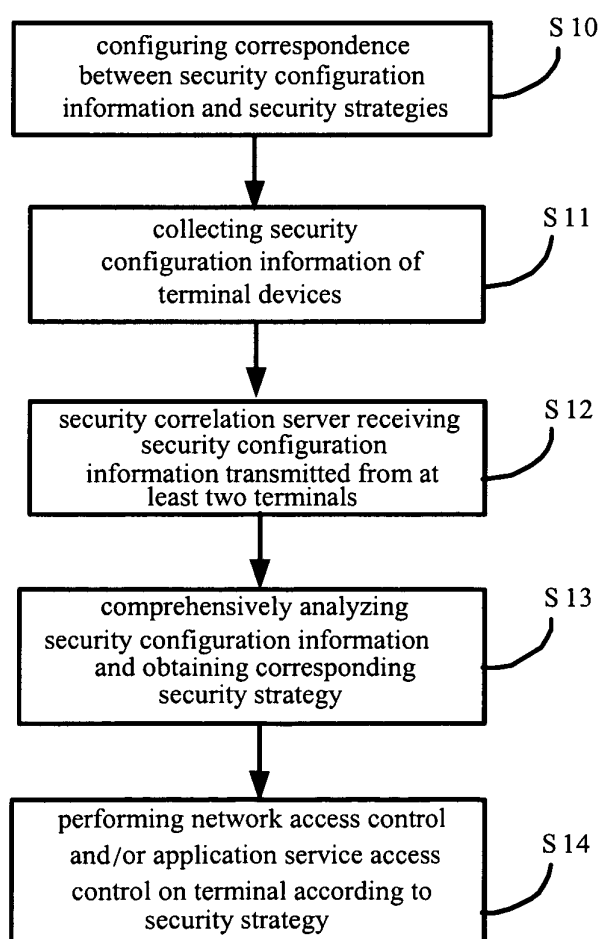 S 10
configuring correspondence
between security configuration
information and security strategies
S 11
collecting security
configuration information of
terminal devices
S 12
security correlation server receiving
security configuration
information transmitted from at
least two terminals
S 13
comprehensively analyzing
security configuration information
and obtaining corresponding
security strategy
S 14
performing network access control
and/or application service access
control on terminal according to
security strategy